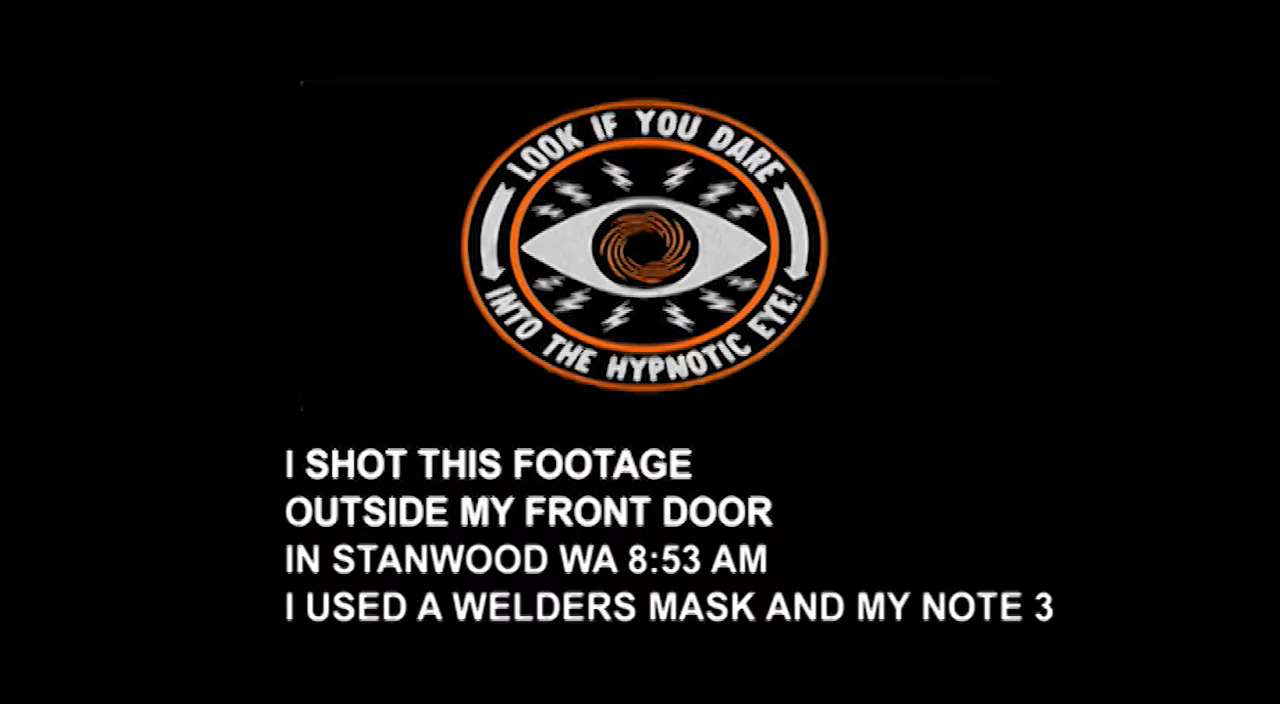 LOOK IF YOU DARE
INTO THE HYPNOTIC EYE!
I SHOT THIS FOOTAGE
OUTSIDE MY FRONT DOOR
IN STANWOOD WA 8:53 AM
I USED A WELDERS MASK AND MY NOTE 3